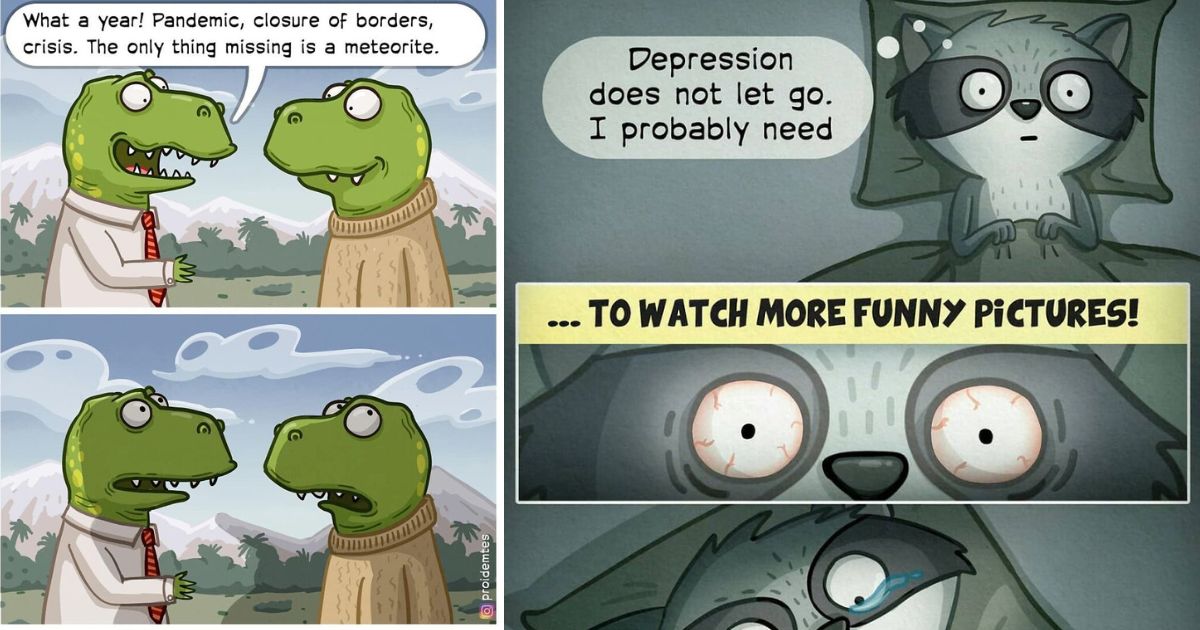 What a year! Pandemic, closure of borders,
crisis. The only thing missing is a meteorite.
proidemtes
Depression
does not let go.
I probably need
... TO WATCH MORE FUNNY PiCTURES!